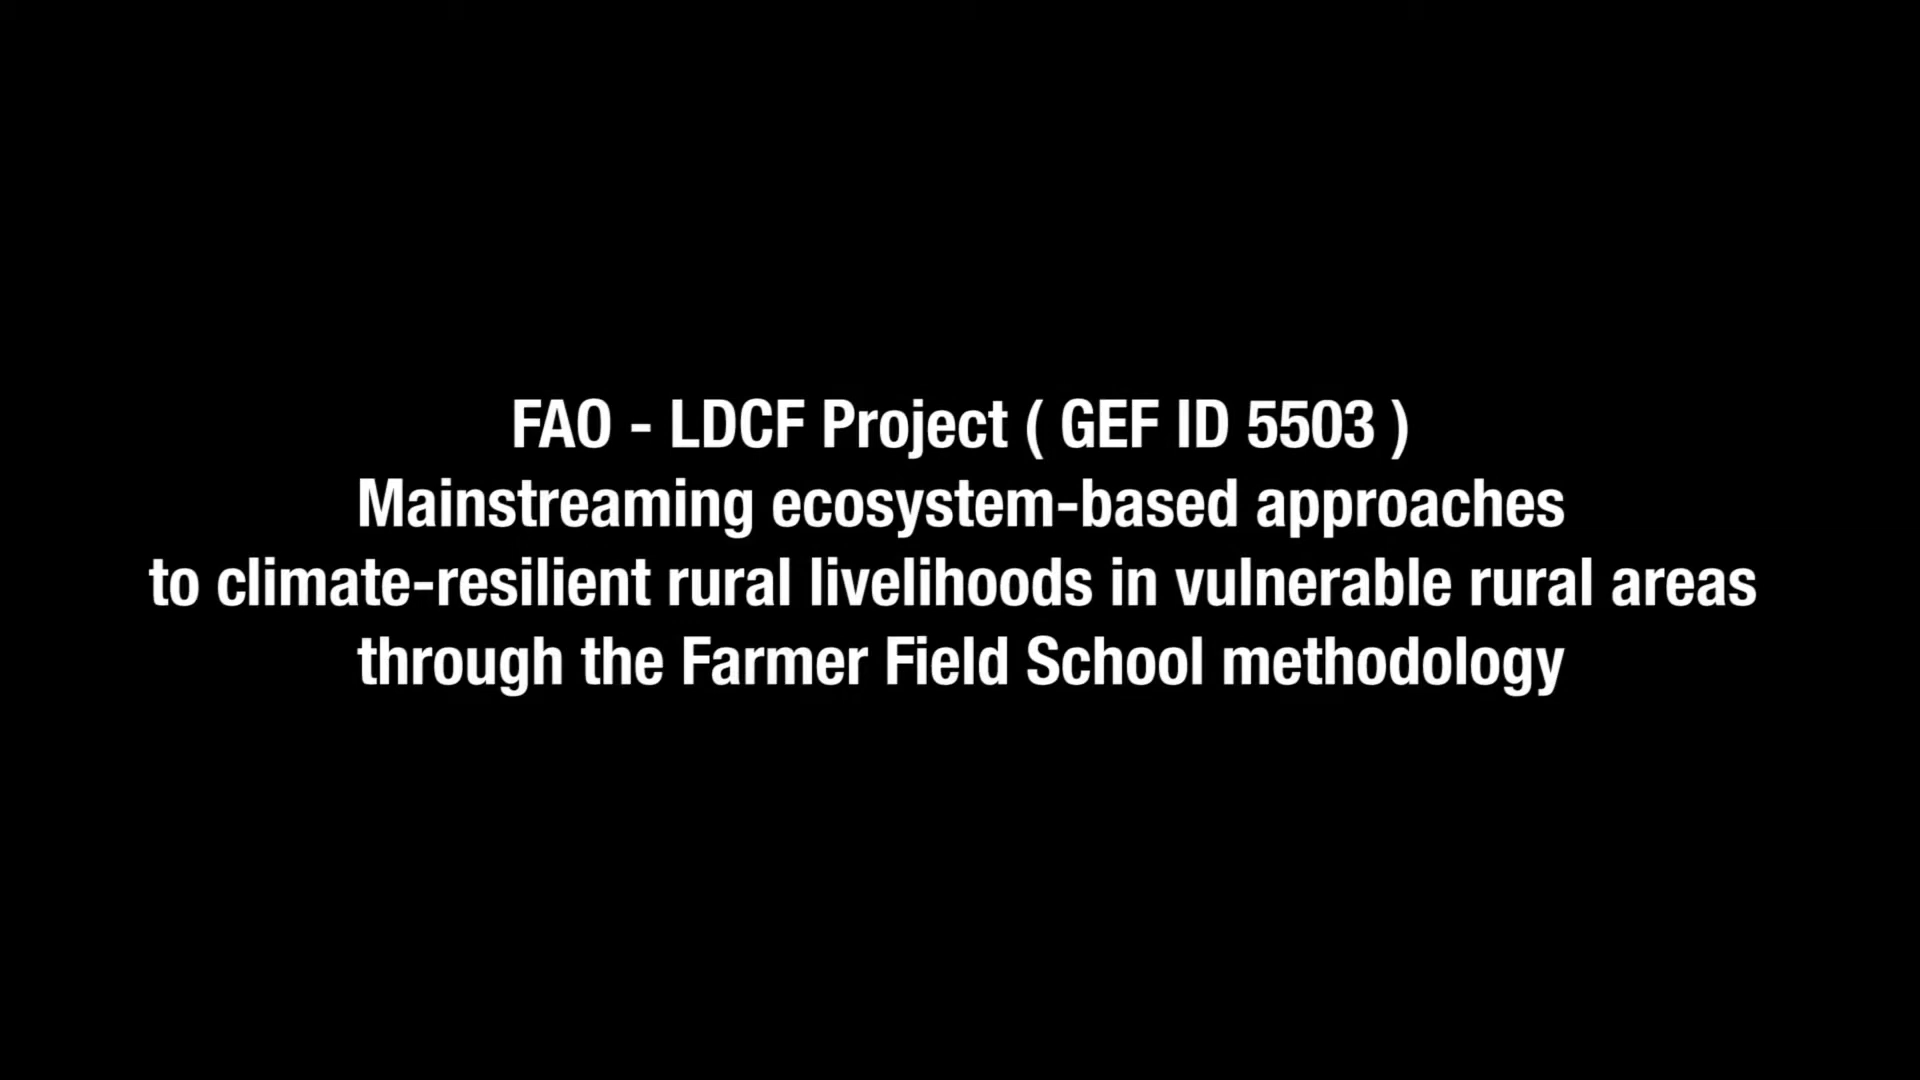 FAO - LDCF Project ( GEF ID 5503 )
Mainstreaming ecosystem-based approaches
to climate-resilient rural livelihoods in vulnerable rural areas
through the Farmer Field School methodology